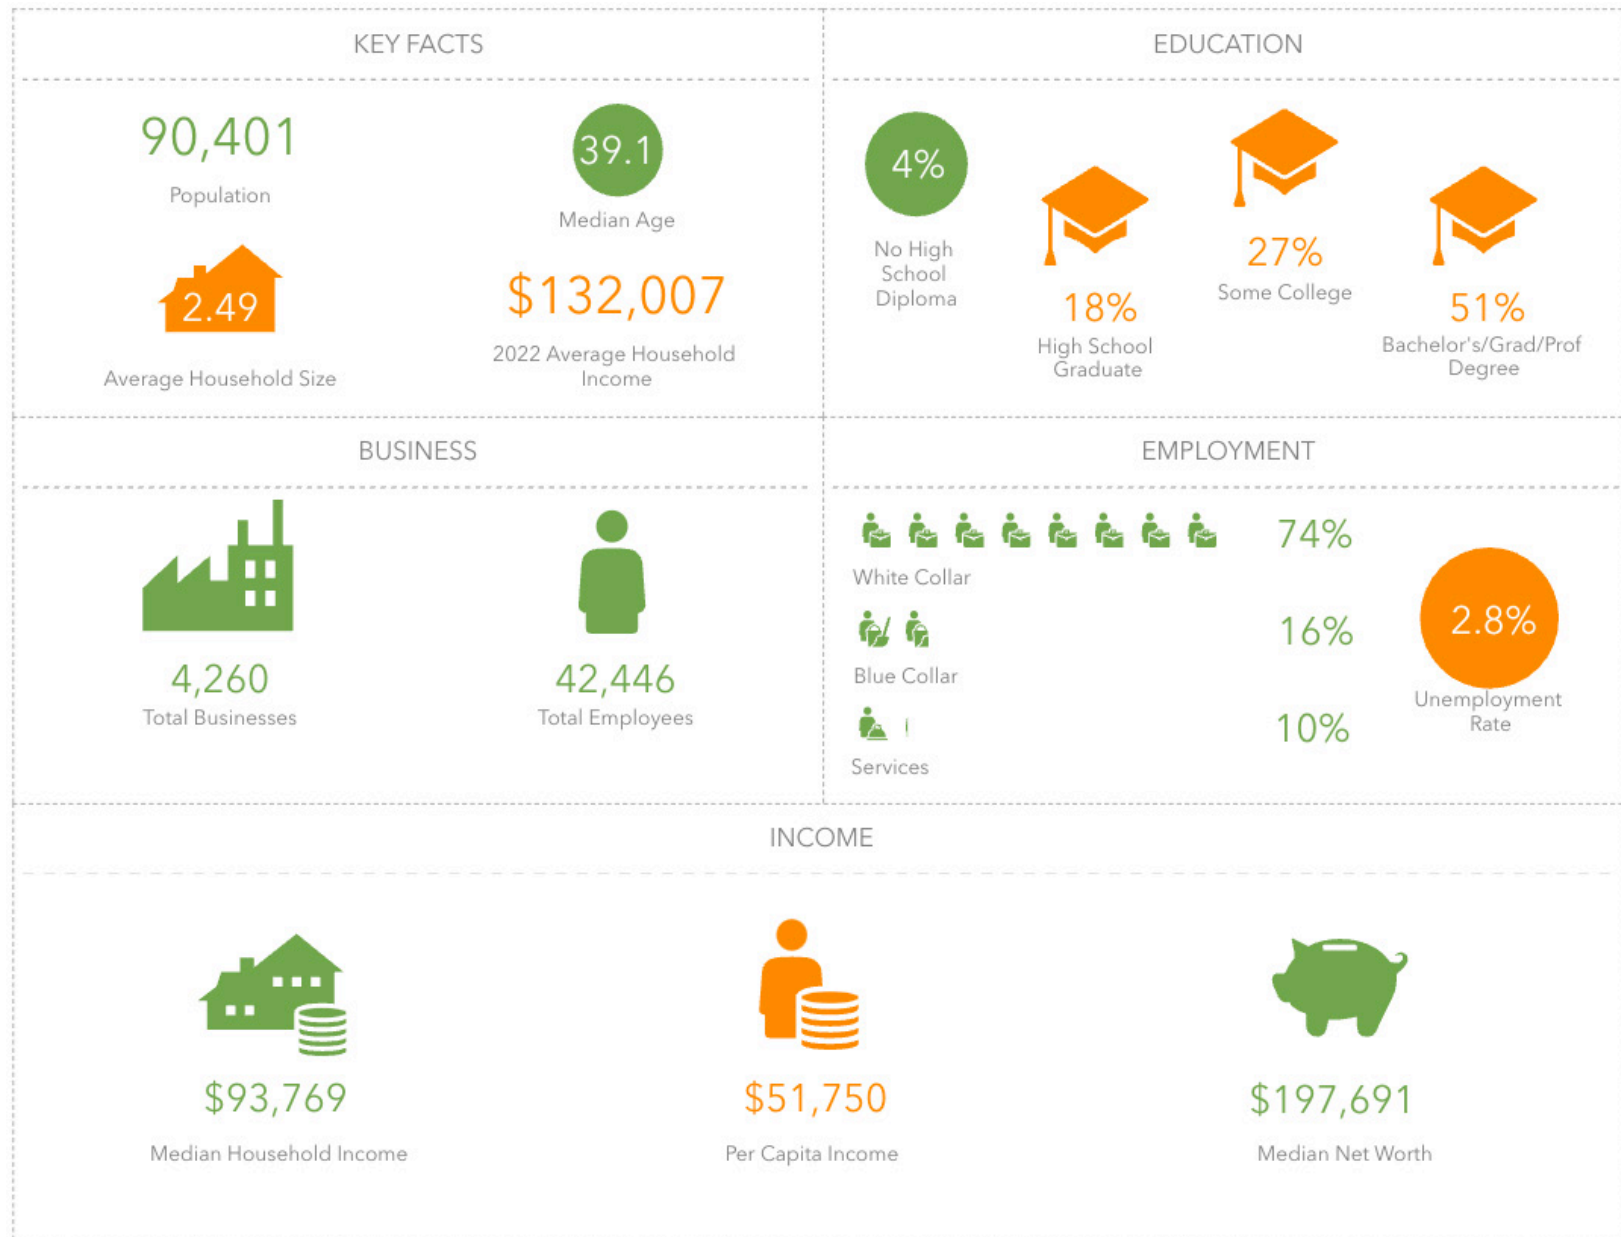 KEY FACTS
90,401
Population
39.1
Median Age
2.49
Average Household Size
$132,007
2022 Average Household
Income
EDUCATION
4%
No High
School
Diploma
18%
High School
Graduate
27%
Some College
51%
Bachelor's/Grad/Prof
Degree
BUSINESS
4,260
Total Businesses
42,446
Total Employees
EMPLOYMENT
74%
White Collar
16%
Blue Collar
10%
Services
2.8%
Unemployment
Rate
INCOME
$93,769
Median Household Income
$51,750
Per Capita Income
$197,691
Median Net Worth